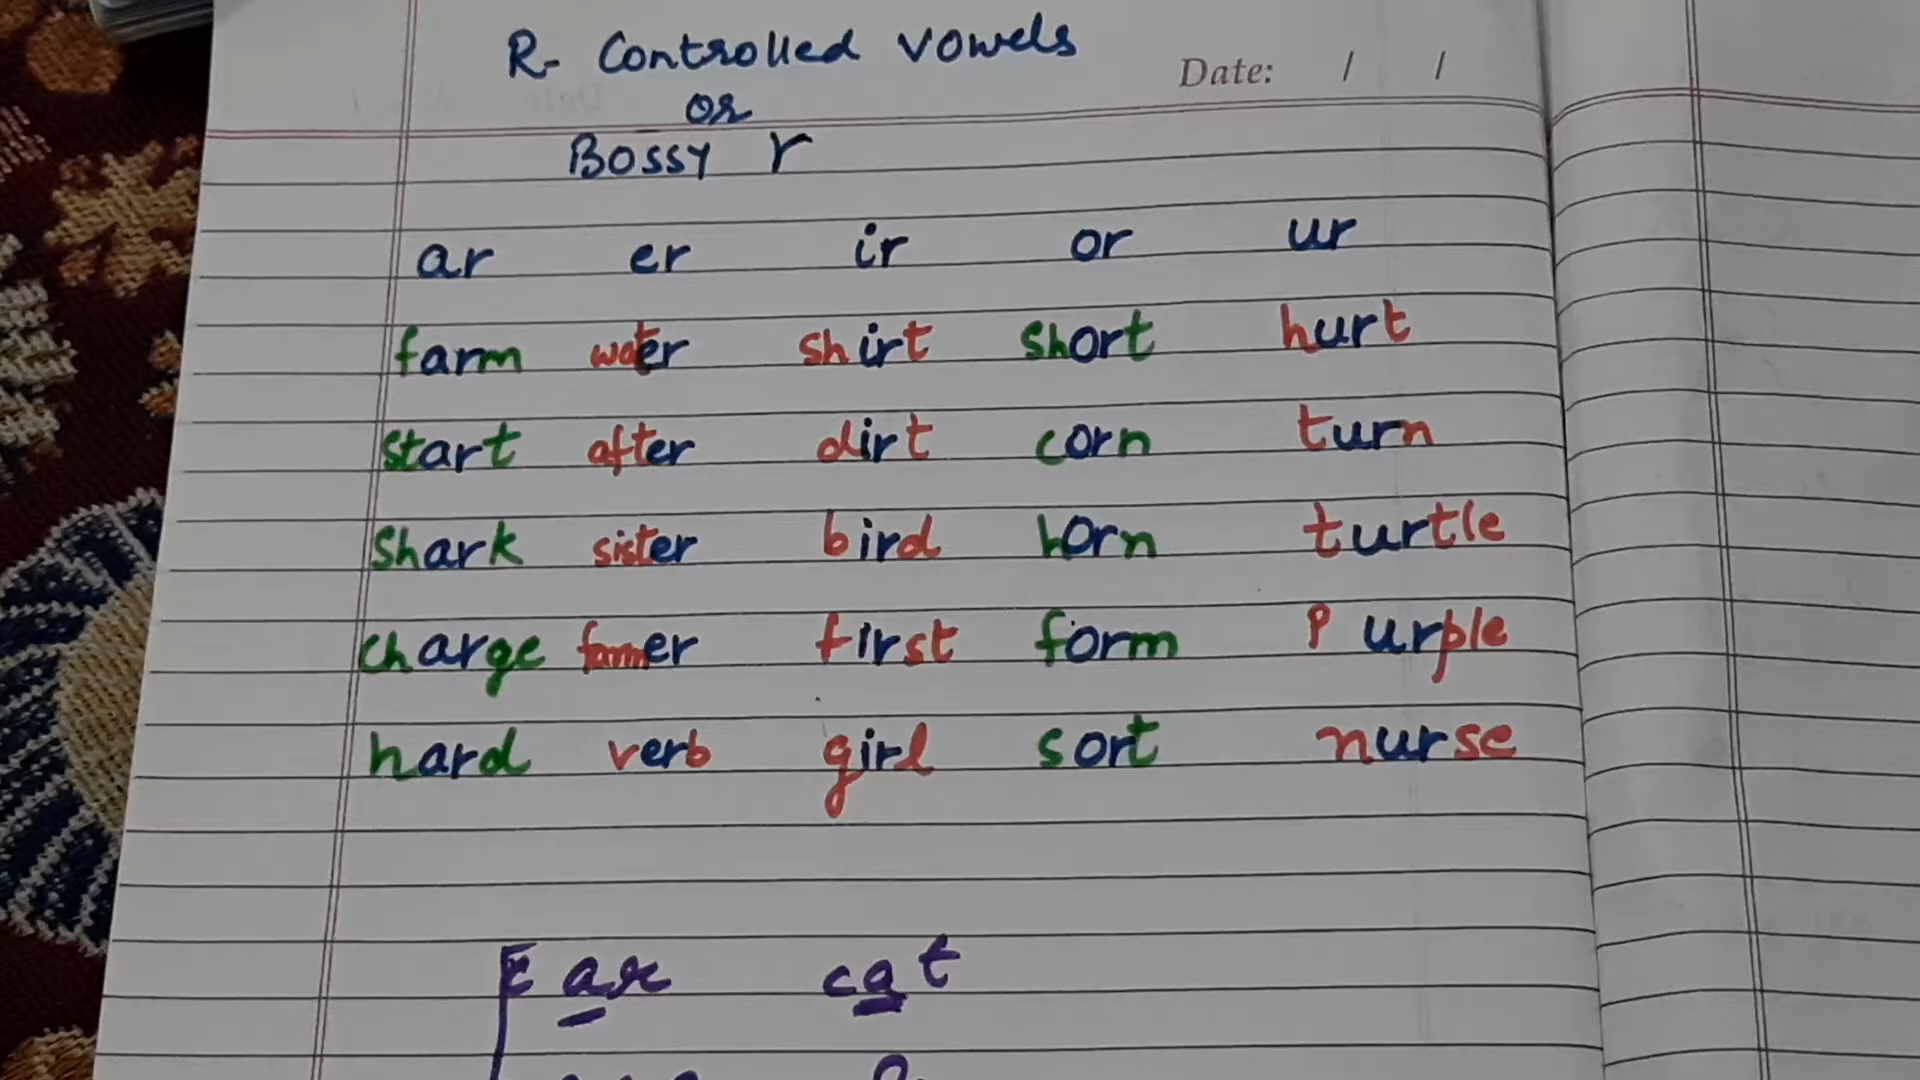 R- Controlled vowels
Date: / /
or
Bossy r
ar er ir or ur
farm water shirt short hurt
start after dirt corn turn
shark sister bird horn turtle
charge farmer first form purple
hard verb girl sort nurse
car cat